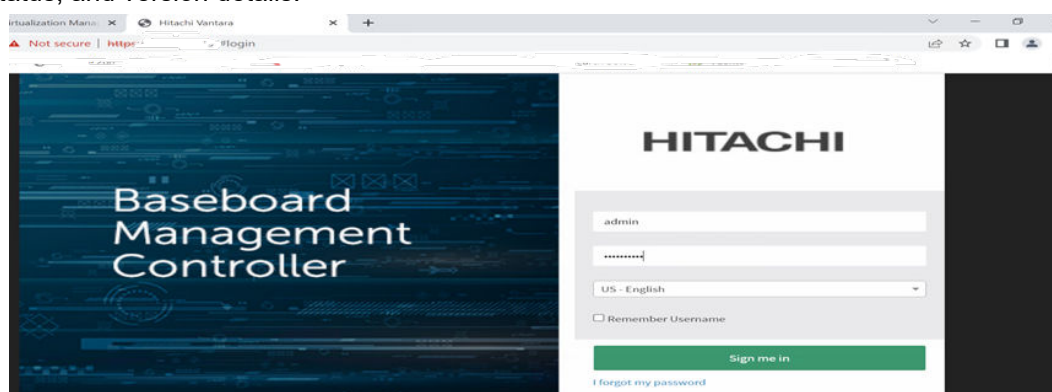 status, and version details.
irtualization Mana
Hitachi Vantara
Not secure | https #login
HITACHI
Baseboard
Management
Controller
admin
US - English
Remember Username
Sign me in
I forgot my password